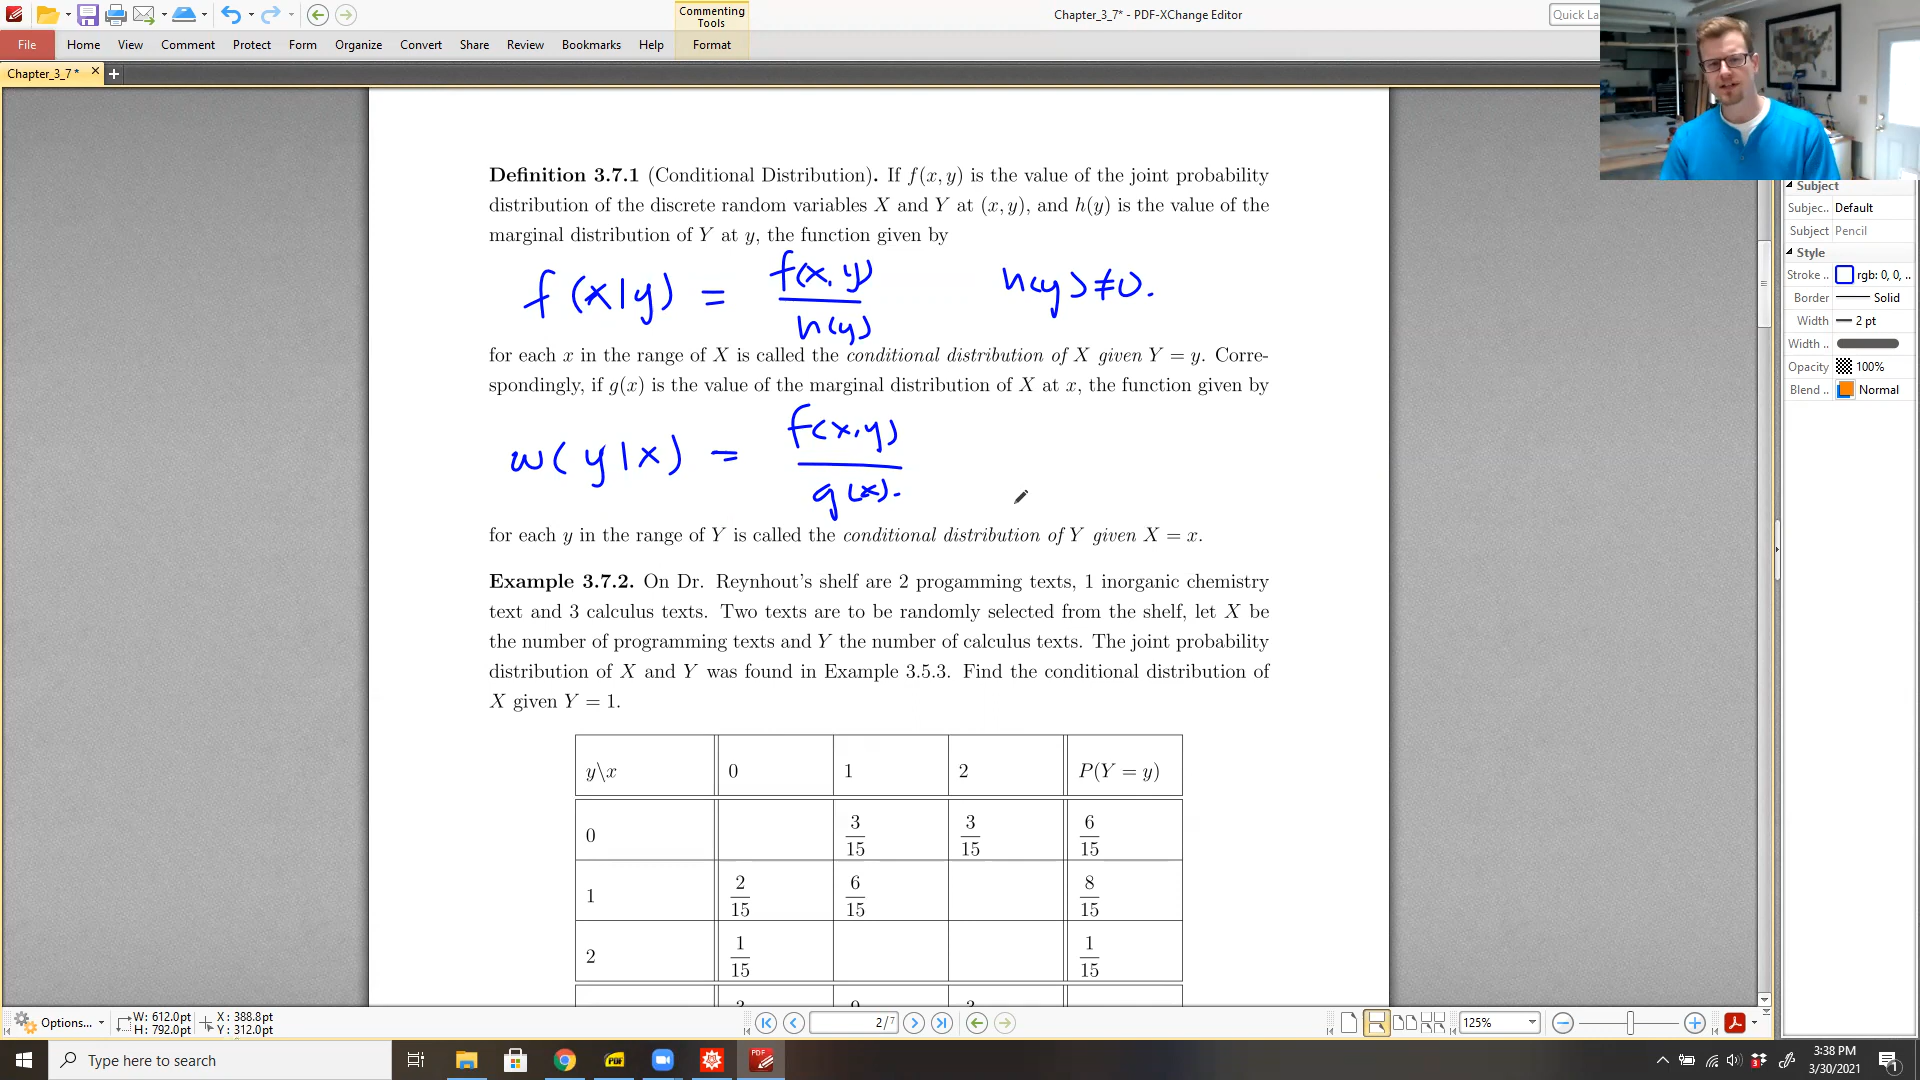 Commenting
Tools
Chapter_3_7* - PDF-XChange Editor
Quick La
File Home View Comment Protect Form Organize Convert Share Review Bookmarks Help Format
Chapter_3_7 *
Definition 3.7.1 (Conditional Distribution). If f(x, y) is the value of the joint probability
distribution of the discrete random variables X and Y at (x, y), and h(y) is the value of the
marginal distribution of Y at y, the function given by
f(x|y) = f(x,y) / h(y) h(y) ≠ 0.
for each x in the range of X is called the conditional distribution of X given Y = y. Corre-
spondingly, if g(x) is the value of the marginal distribution of X at x, the function given by
w(y|x) = f(x,y) / g(x).
for each y in the range of Y is called the conditional distribution of Y given X = x.
Example 3.7.2. On Dr. Reynhout's shelf are 2 progamming texts, 1 inorganic chemistry
text and 3 calculus texts. Two texts are to be randomly selected from the shelf, let X be
the number of programming texts and Y the number of calculus texts. The joint probability
distribution of X and Y was found in Example 3.5.3. Find the conditional distribution of
X given Y = 1.
y\x 0 1 2 P(Y = y)
0 3/15 3/15 6/15
1 2/15 6/15 8/15
2 1/15 1/15
Subject
Subjec.. Default
Subject Pencil
Style
Stroke .. rgb: 0, 0, ..
Border Solid
Width 2 pt
Width ..
Opacity 100%
Blend .. Normal
Options...
W: 612.0pt
H: 792.0pt
X : 388.8pt
Y : 312.0pt
2/7
125%
Type here to search
PDF
PDF
3:38 PM
3/30/2021
1